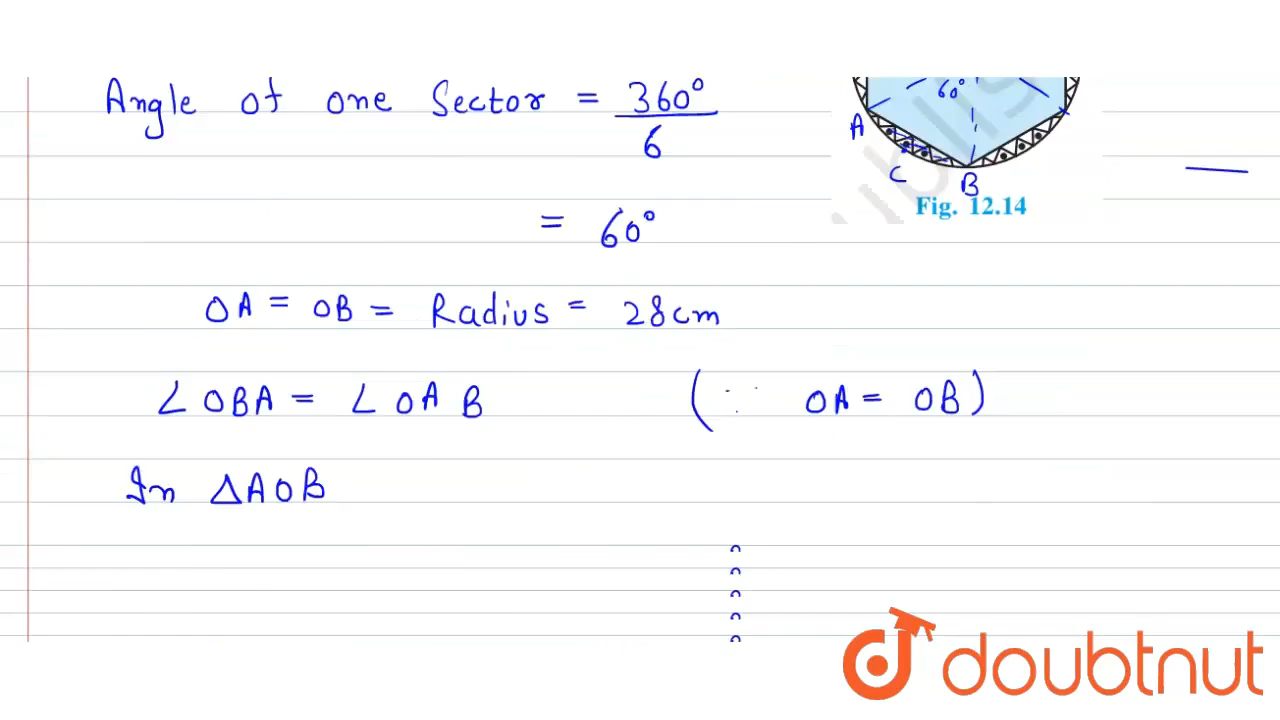 Angle of one Sector = 360°
6
60°
A
C
B
Fig. 12.14
= 60°
OA = OB = Radius = 28cm
∠OBA = ∠OAB (∵ OA = OB)
In ΔAOB
doubtnut